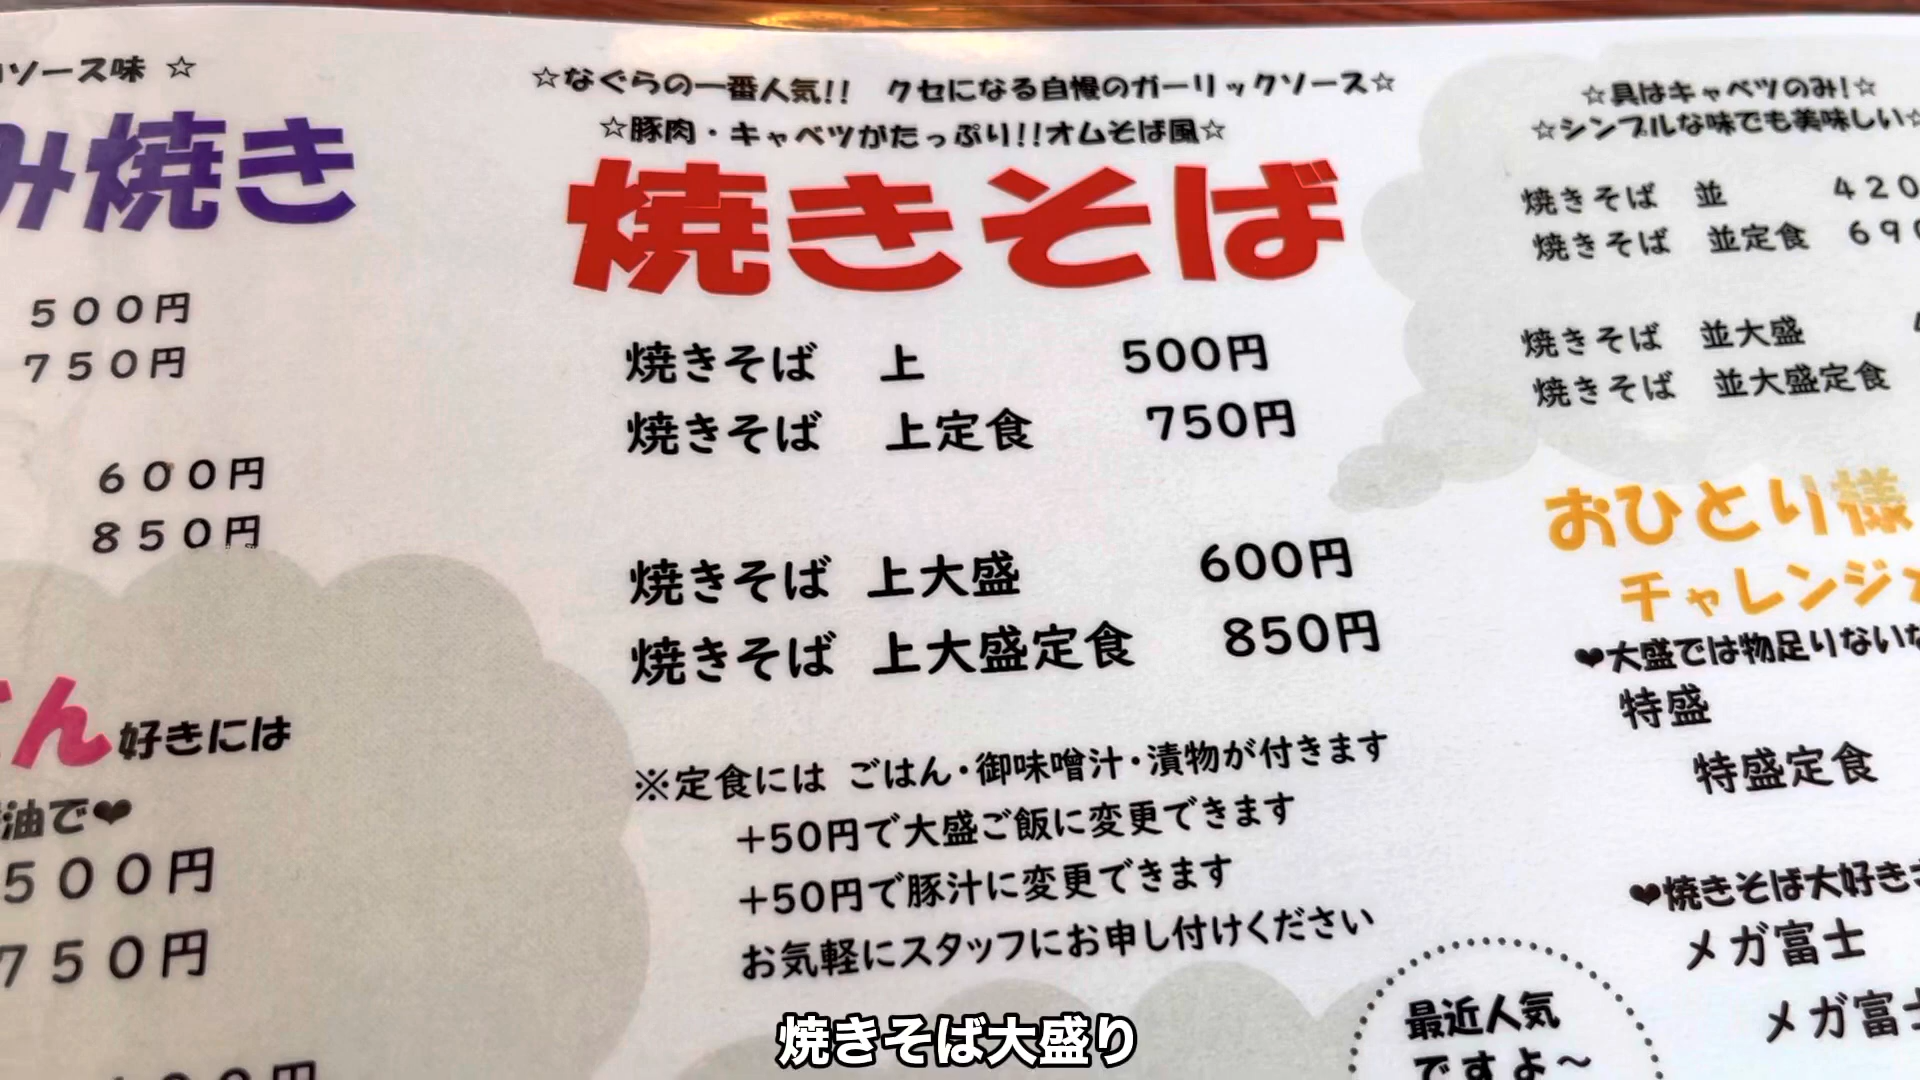 ソース味 ☆
み焼き
５００円
７５０円
６００円
８５０円
ん好きには
油で❤
５００円
７５０円
☆なぐらの一番人気!! クセになる自慢のガーリックソース☆
☆豚肉・キャベツがたっぷり!!オムそば風☆
焼きそば
焼きそば 上 500円
焼きそば 上定食 750円
焼きそば 上大盛 600円
焼きそば 上大盛定食 850円
※定食には ごはん・御味噌汁・漬物が付きます
+50円で大盛ご飯に変更できます
+50円で豚汁に変更できます
お気軽にスタッフにお申し付けください
☆具はキャベツのみ!☆
☆シンプルな味でも美味しい☆
焼きそば 並 ４２０
焼きそば 並定食 ６９０
焼きそば 並大盛
焼きそば 並大盛定食
おひとり様
チャレンジ
❤大盛では物足りない
特盛
特盛定食
❤焼きそば大好き
メガ富士
メガ富士
最近人気
ですよ～
焼きそば大盛り